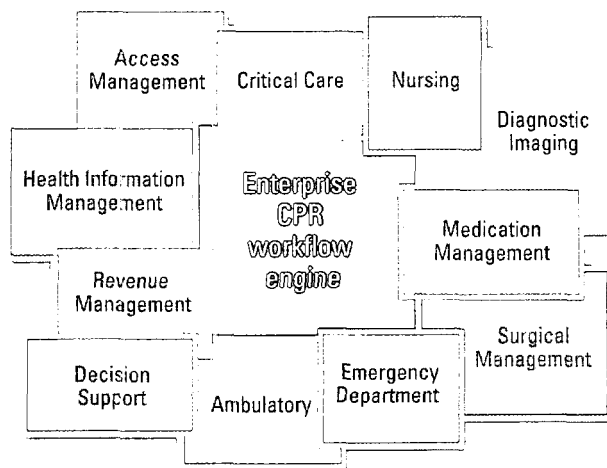 Access
Management
Critical Care
Nursing
Diagnostic
Imaging
Health Information
Management
Enterprise
CPR
workflow
engine
Medication
Management
Revenue
Management
Surgical
Management
Decision
Support
Ambulatory
Emergency
Department